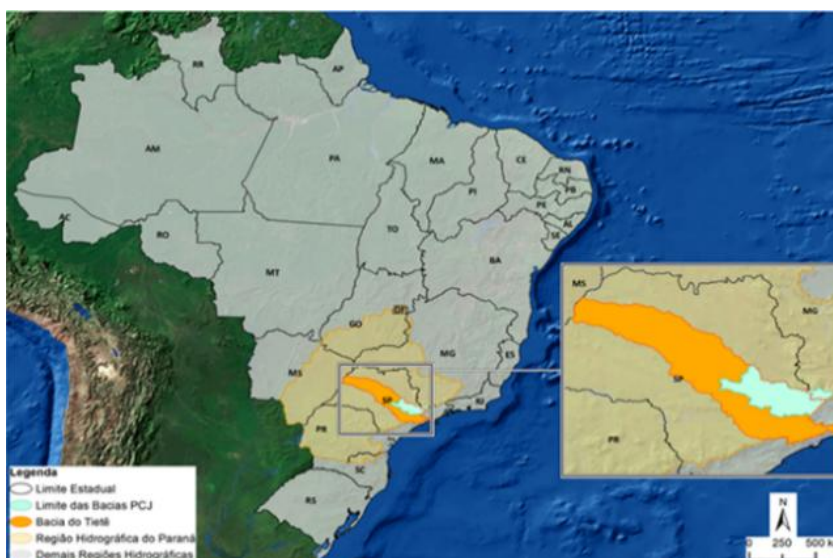 RR
AP
AM
PA
MA
CE
RN
PB
PI
PE
AL
SE
AC
RO
TO
BA
MT
GO
DF
MG
ES
MS
SP
RJ
PR
SC
RS
MS
MG
SP
PR
Legenda
Limite Estadual
Limite das Bacias PCJ
Bacia do Tietê
Região Hidrográfica do Paraná
Demais Regiões Hidrográficas
N
0 250 500 k